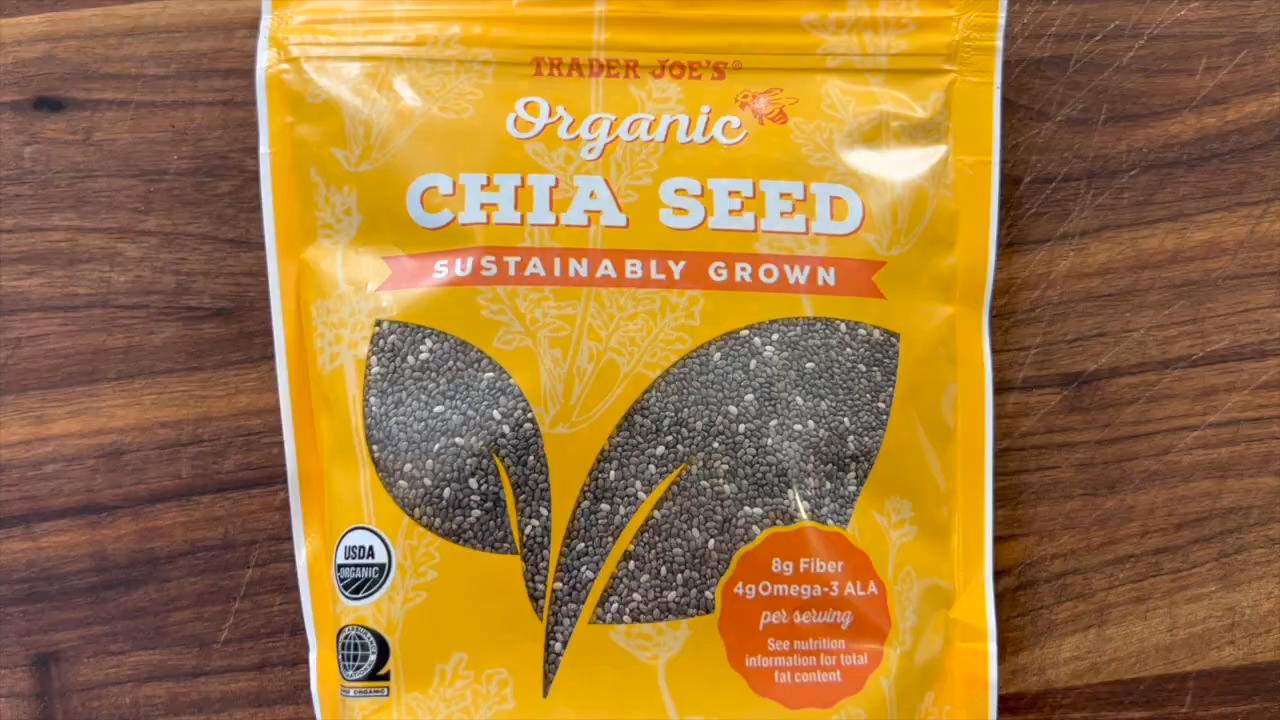 TRADER JOE'S®
Organic
CHIA SEED
SUSTAINABLY GROWN
USDA
ORGANIC
8g Fiber
4g Omega-3 ALA
per serving
See nutrition
information for total
fat content
ORGANIC